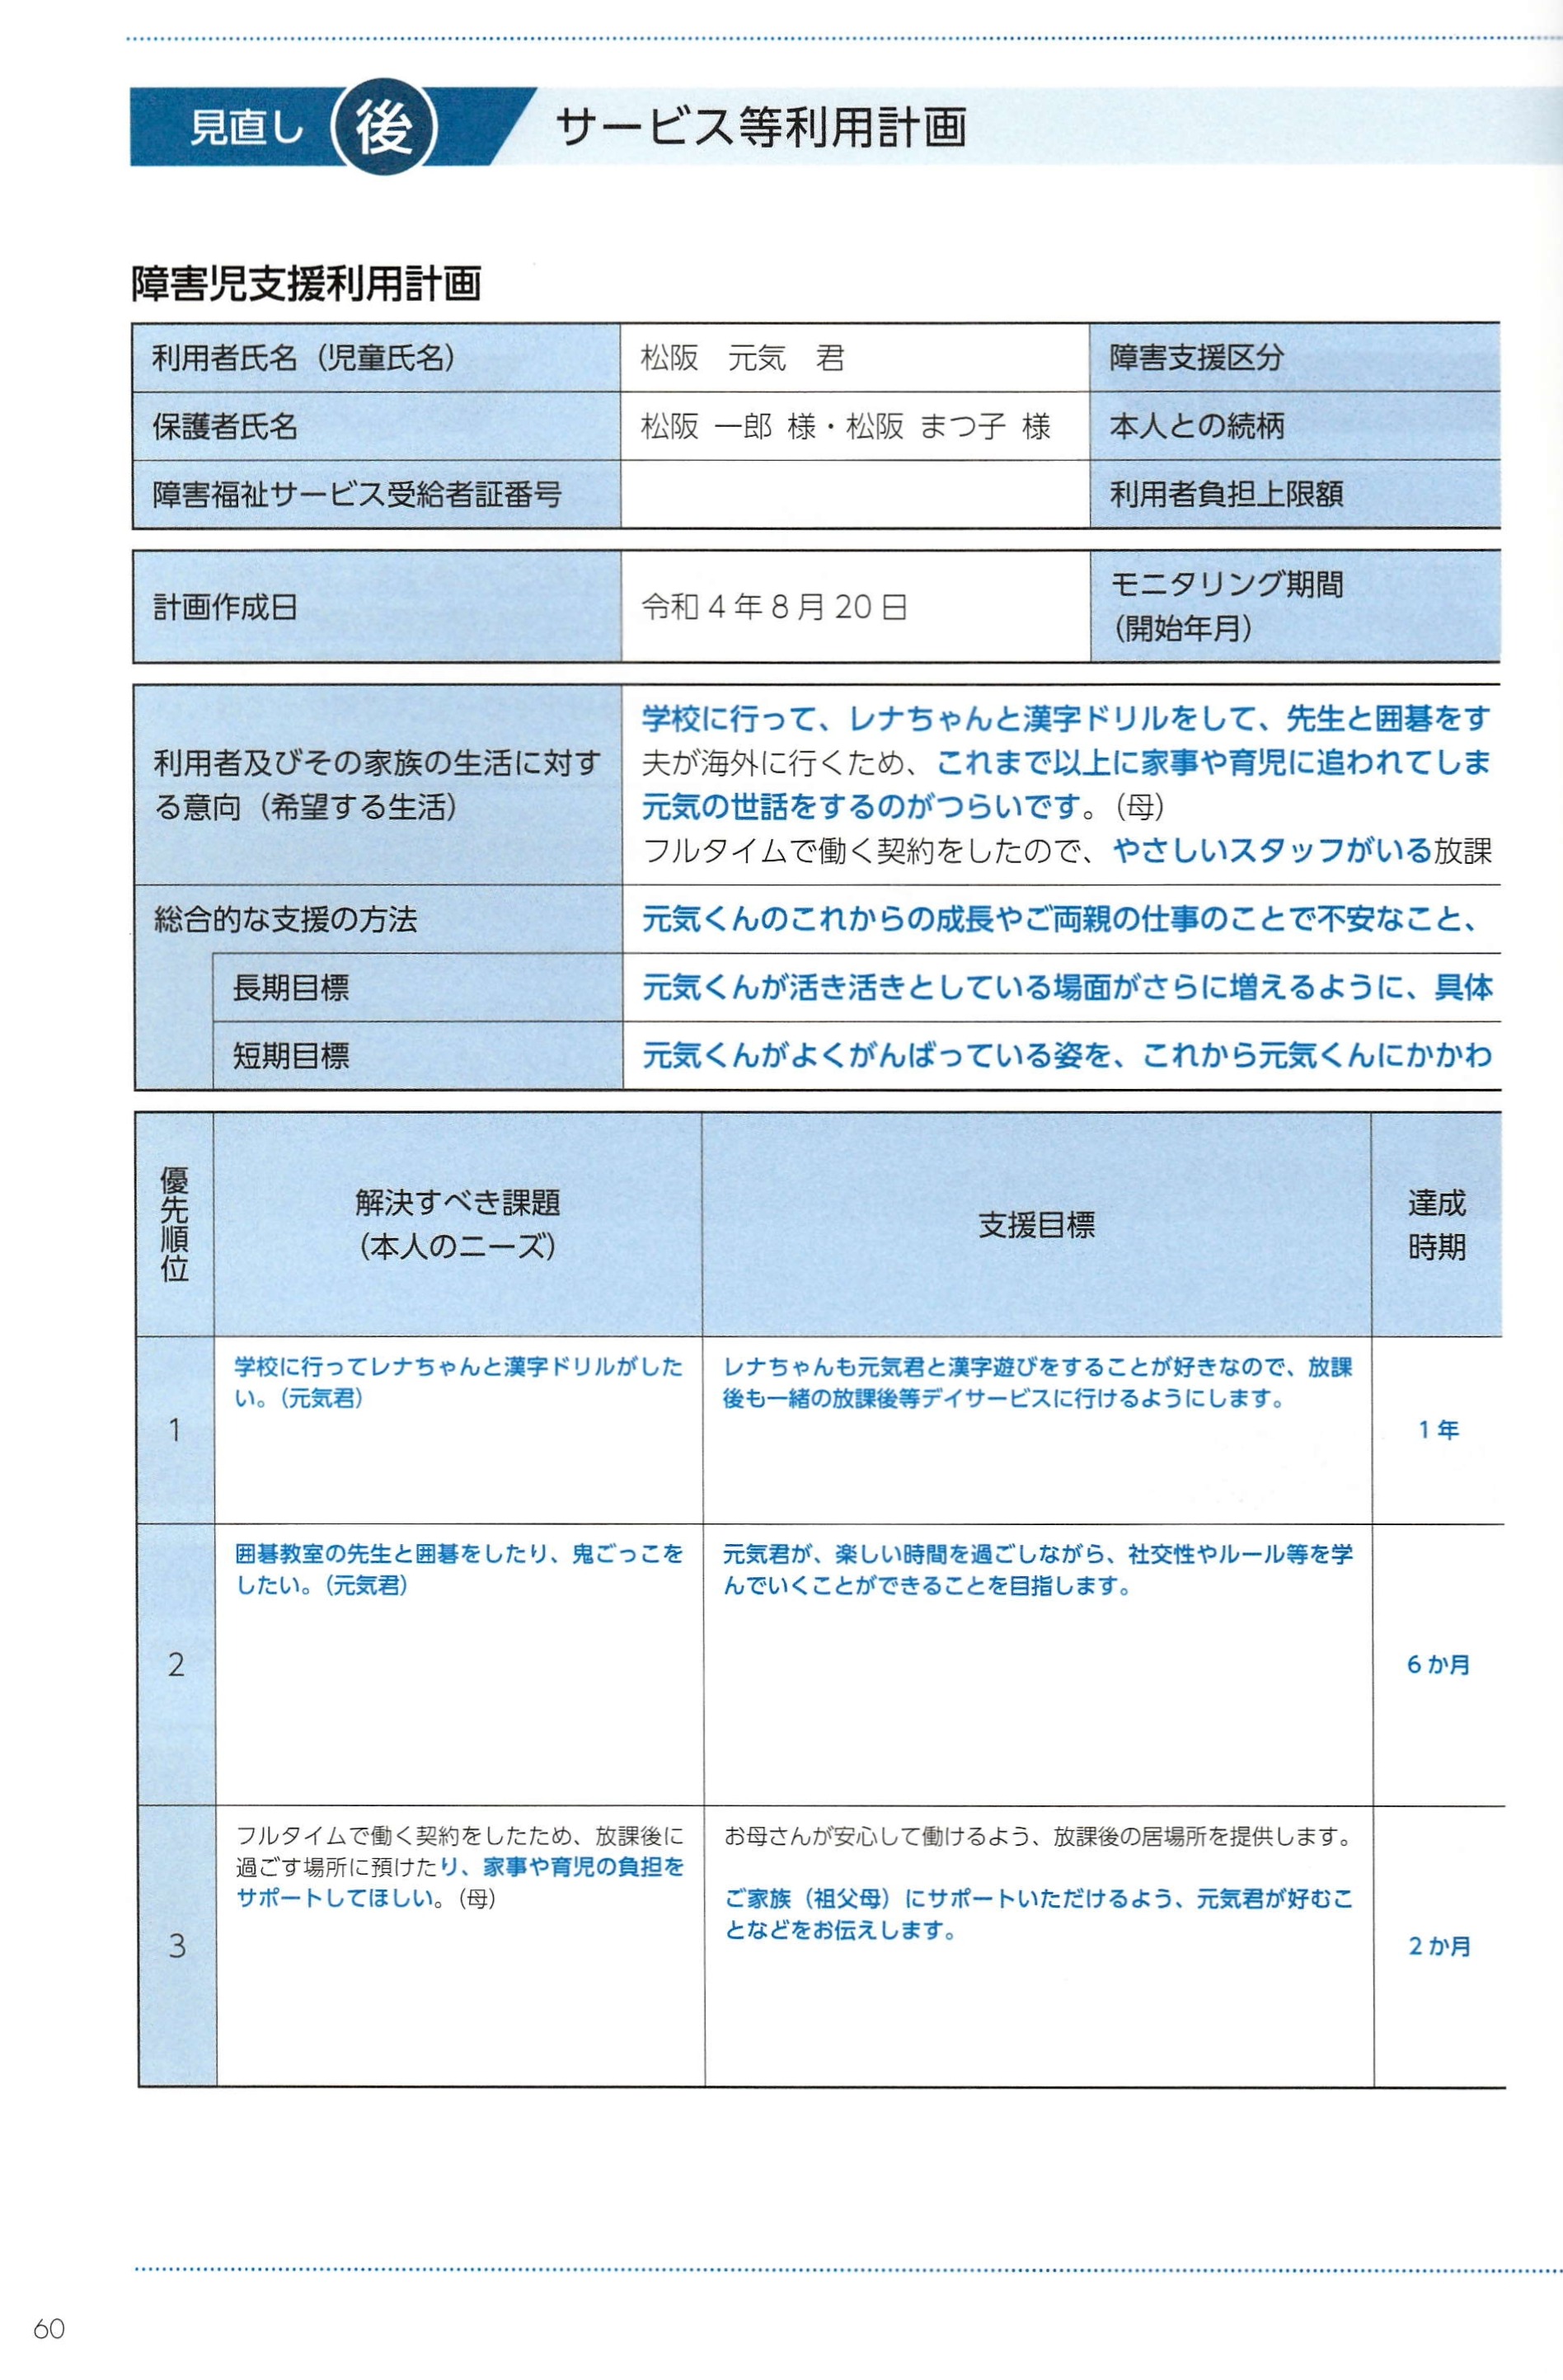 見直し 後 サービス等利用計画
障害児支援利用計画
利用者氏名（児童氏名） 松阪　元気　君 障害支援区分
保護者氏名 松阪 一郎 様・松阪 まつ子 様 本人との続柄
障害福祉サービス受給者証番号 利用者負担上限額
計画作成日 令和4年8月20日 モニタリング期間
（開始年月）
利用者及びその家族の生活に対す
る意向（希望する生活）
学校に行って、レナちゃんと漢字ドリルをして、先生と囲碁をす
夫が海外に行くため、これまで以上に家事や育児に追われてしま
元気の世話をするのがつらいです。（母）
フルタイムで働く契約をしたので、やさしいスタッフがいる放課
総合的な支援の方法 元気くんのこれからの成長やご両親の仕事のことで不安なこと、
長期目標 元気くんが活き活きとしている場面がさらに増えるように、具体
短期目標 元気くんがよくがんばっている姿を、これから元気くんにかかわ
優先順位
解決すべき課題
（本人のニーズ）
支援目標
達成
時期
1
学校に行ってレナちゃんと漢字ドリルがした
い。（元気君）
レナちゃんも元気君と漢字遊びをすることが好きなので、放課
後も一緒の放課後等デイサービスに行けるようにします。
1年
2
囲碁教室の先生と囲碁をしたり、鬼ごっこを
したい。（元気君）
元気君が、楽しい時間を過ごしながら、社交性やルール等を学
んでいくことができることを目指します。
6か月
3
フルタイムで働く契約をしたため、放課後に
過ごす場所に預けたり、家事や育児の負担を
サポートしてほしい。（母）
お母さんが安心して働けるよう、放課後の居場所を提供します。
ご家族（祖父母）にサポートいただけるよう、元気君が好むこ
となどをお伝えします。
2か月
60